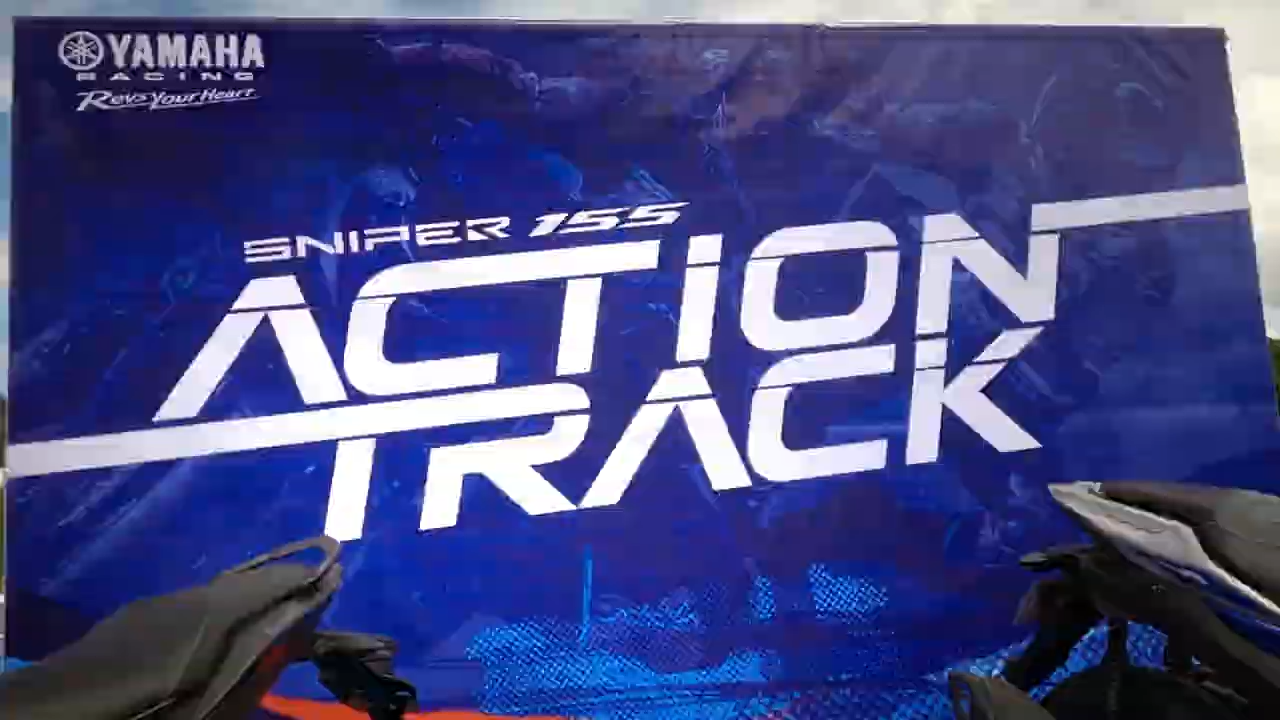 YAMAHA
RACING
Revs Your Heart
SNIPER 155
ACTION
TRACK